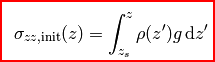 σ_{zz,init}(z) = ∫_{z_s}^{z} ρ(z′)g dz′